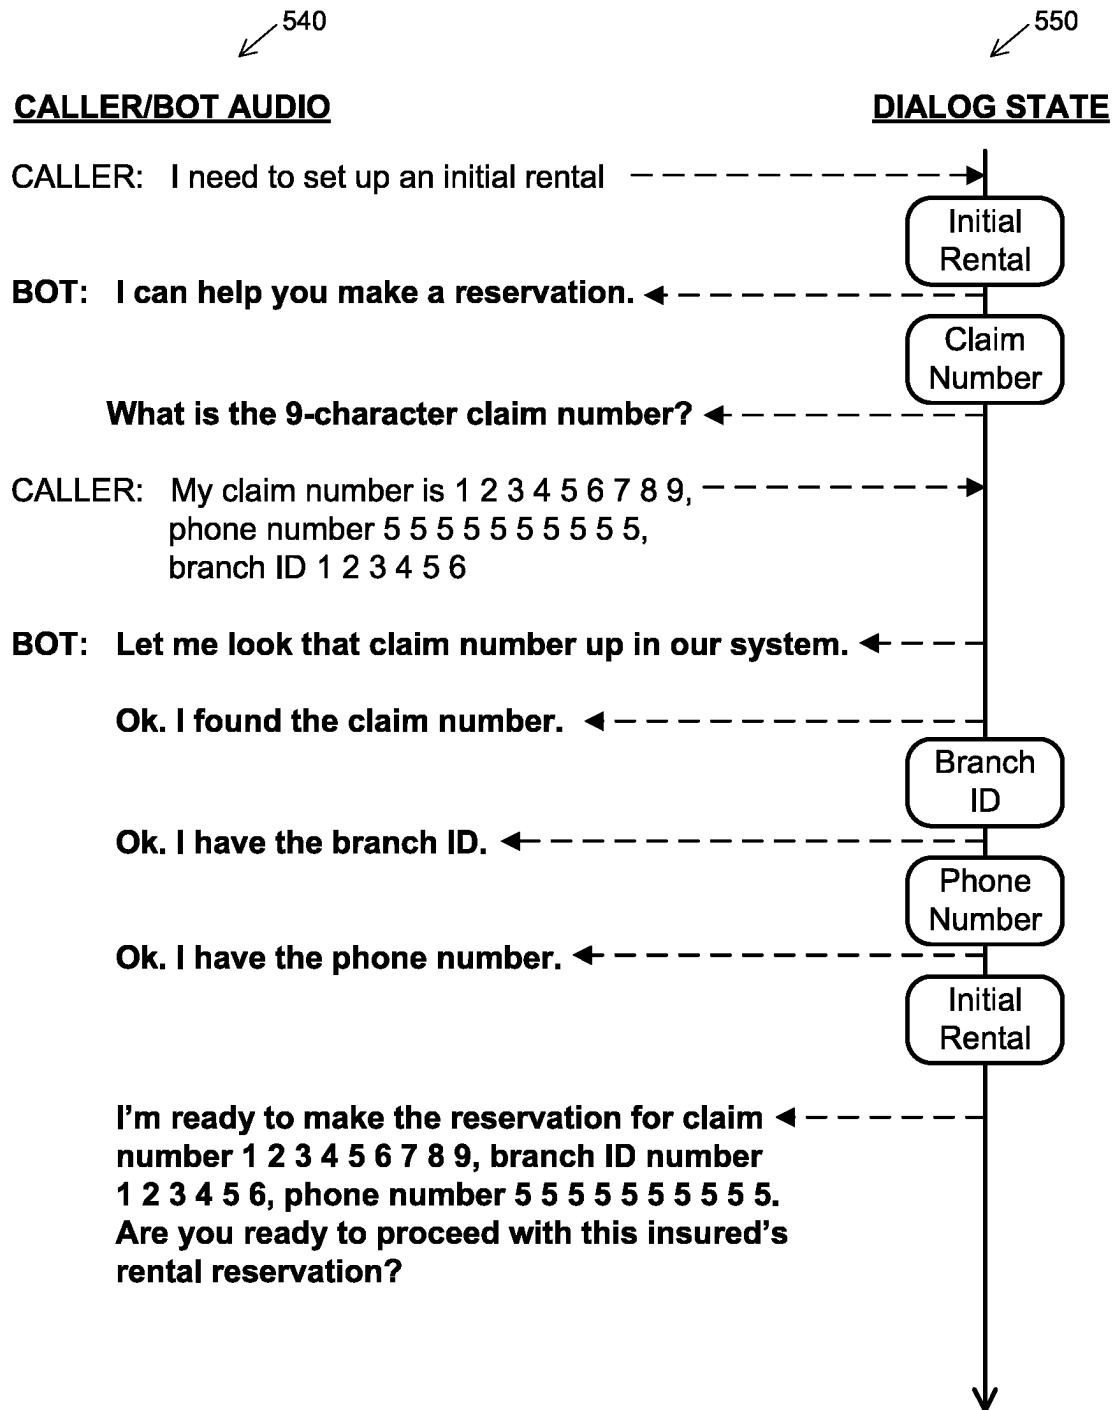 540
550
CALLER/BOT AUDIO
DIALOG STATE
CALLER: I need to set up an initial rental
Initial
Rental
BOT: I can help you make a reservation.
Claim
Number
What is the 9-character claim number?
CALLER: My claim number is 1 2 3 4 5 6 7 8 9,
phone number 5 5 5 5 5 5 5 5 5 5,
branch ID 1 2 3 4 5 6
BOT: Let me look that claim number up in our system.
Ok. I found the claim number.
Branch
ID
Ok. I have the branch ID.
Phone
Number
Ok. I have the phone number.
Initial
Rental
I'm ready to make the reservation for claim
number 1 2 3 4 5 6 7 8 9, branch ID number
1 2 3 4 5 6, phone number 5 5 5 5 5 5 5 5 5 5.
Are you ready to proceed with this insured's
rental reservation?